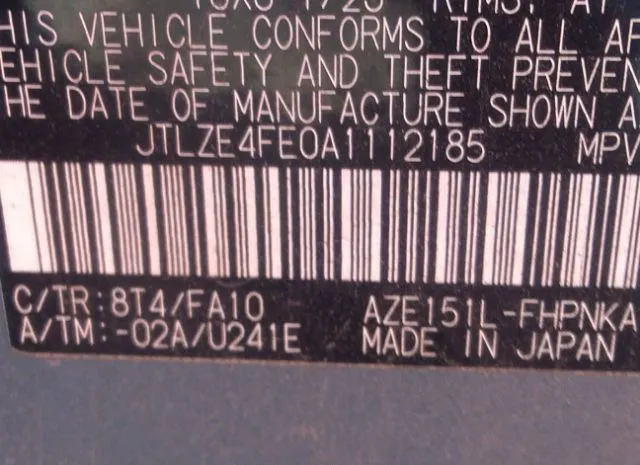 HIS VEHICLE CONFORMS TO ALL AP
EHICLE SAFETY AND THEFT PREVEN
HE DATE OF MANUFACTURE SHOWN A
JTLZE4FE0A1112185 MPV
C/TR:8T4/FA10 AZE151L-FHPNKA
A/TM:-02A/U241E MADE IN JAPAN